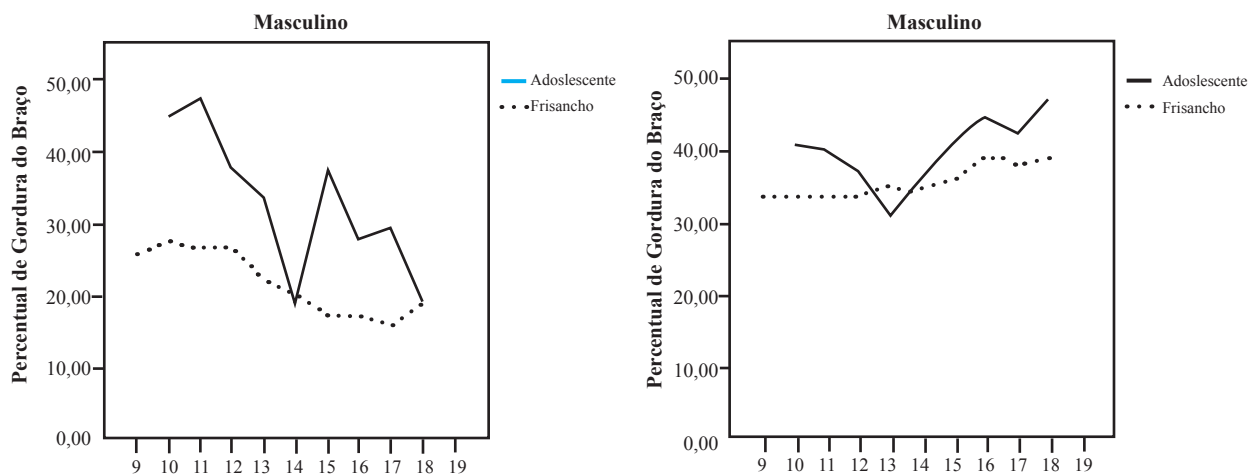 Masculino
Percentual de Gordura do Braço
50,00
40,00
30,00
20,00
10,00
0,00
9 10 11 12 13 14 15 16 17 18 19
Adoslescente
Frisancho
Masculino
Percentual de Gordura do Braço
50,00
40,00
30,00
20,00
10,00
0,00
9 10 11 12 13 14 15 16 17 18 19
Adoslescente
Frisancho